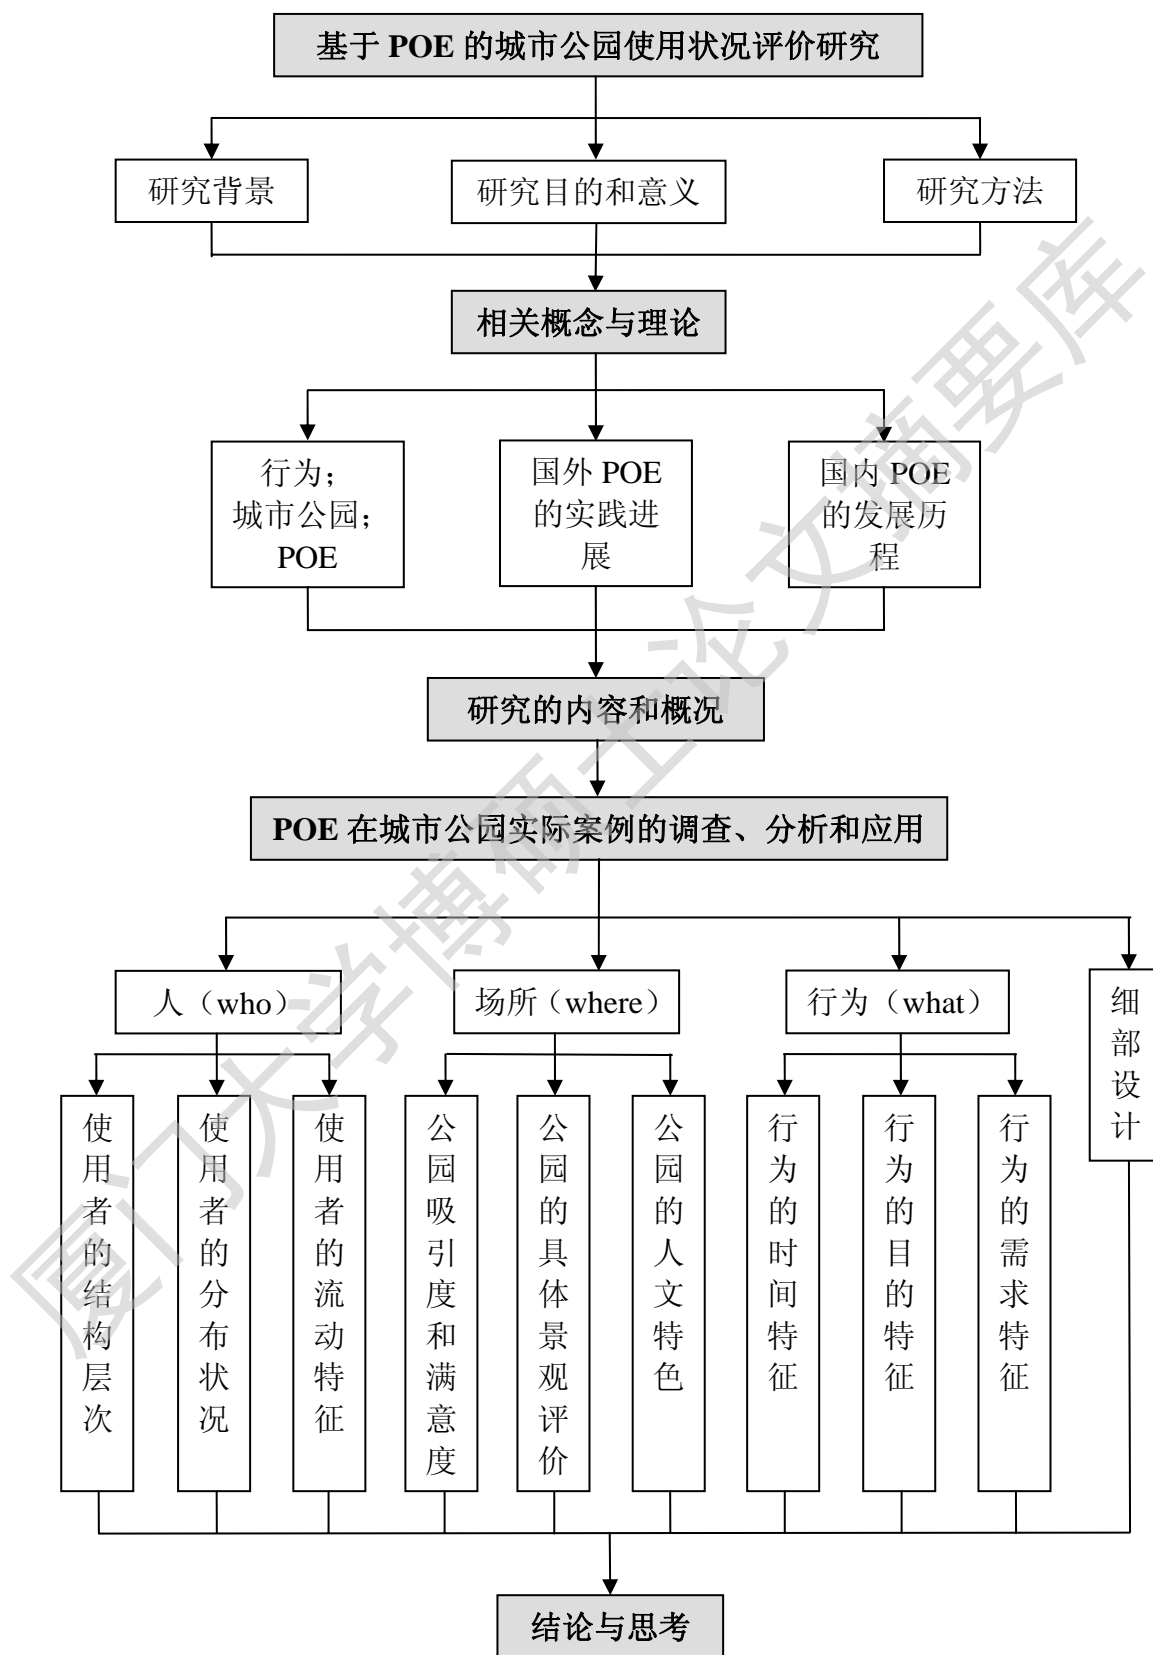 基于 POE 的城市公园使用状况评价研究
研究背景
研究目的和意义
研究方法
相关概念与理论
行为；
城市公园；
POE
国外 POE
的实践进
展
国内 POE
的发展历
程
研究的内容和概况
POE 在城市公园实际案例的调查、分析和应用
人（who）
场所（where）
行为（what）
细部设计
使用者的结构层次
使用者的分布状况
使用者的流动特征
公园吸引度和满意度
公园的具体景观评价
公园的人文特色
行为的时间特征
行为的目的特征
行为的需求特征
结论与思考
厦门大学博硕士论文摘要库